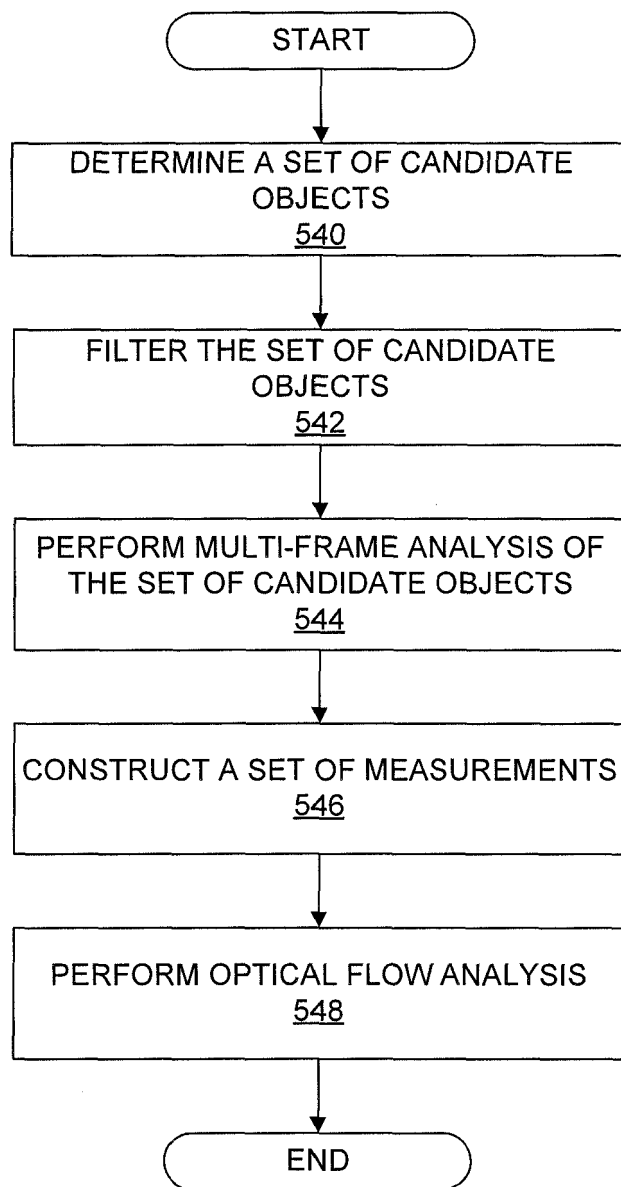 START
DETERMINE A SET OF CANDIDATE
OBJECTS
540
FILTER THE SET OF CANDIDATE
OBJECTS
542
PERFORM MULTI-FRAME ANALYSIS OF
THE SET OF CANDIDATE OBJECTS
544
CONSTRUCT A SET OF MEASUREMENTS
546
PERFORM OPTICAL FLOW ANALYSIS
548
END